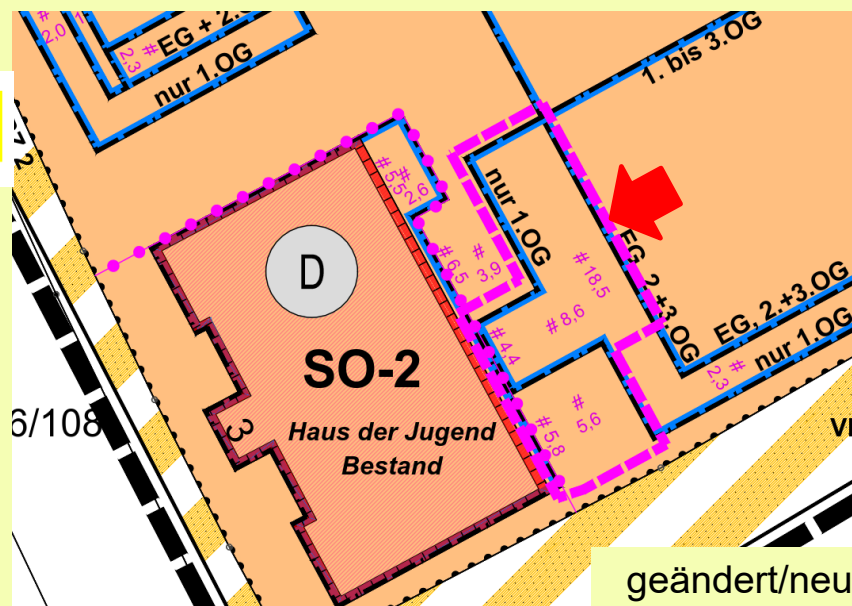 # 2,0
# 2,3
EG + 2.
nur 1.OG
1. bis 3.OG
# 5,5
# 2,6
nur 1.OG
# 6,5
# 3,9
EG, 2.+3.OG
# 18,5
# 8,6
# 4,4
D
SO-2
Haus der Jugend
Bestand
3
6/108
# 5,6
# 5,8
EG, 2.+3.OG
nur 1.OG
# 2,3
geändert/neu